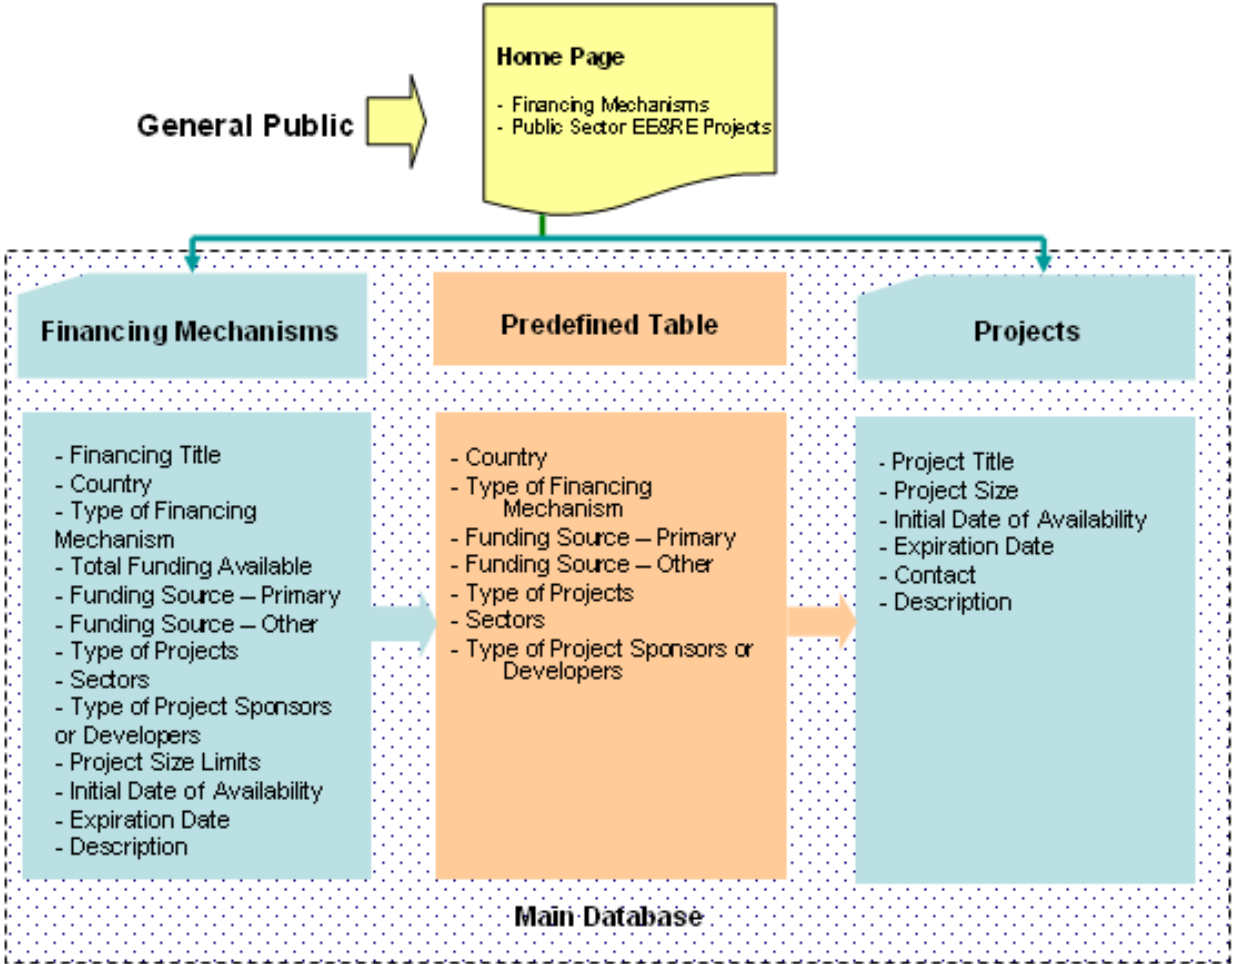 Home Page
- Financing Mechanisms
- Public Sector EE&RE Projects
General Public
Financing Mechanisms
Predefined Table
Projects
- Financing Title
- Country
- Type of Financing
Mechanism
- Total Funding Available
- Funding Source – Primary
- Funding Source – Other
- Type of Projects
- Sectors
- Type of Project Sponsors
or Developers
- Project Size Limits
- Initial Date of Availability
- Expiration Date
- Description
- Country
- Type of Financing
Mechanism
- Funding Source – Primary
- Funding Source – Other
- Type of Projects
- Sectors
- Type of Project Sponsors or
Developers
- Project Title
- Project Size
- Initial Date of Availability
- Expiration Date
- Contact
- Description
Main Database